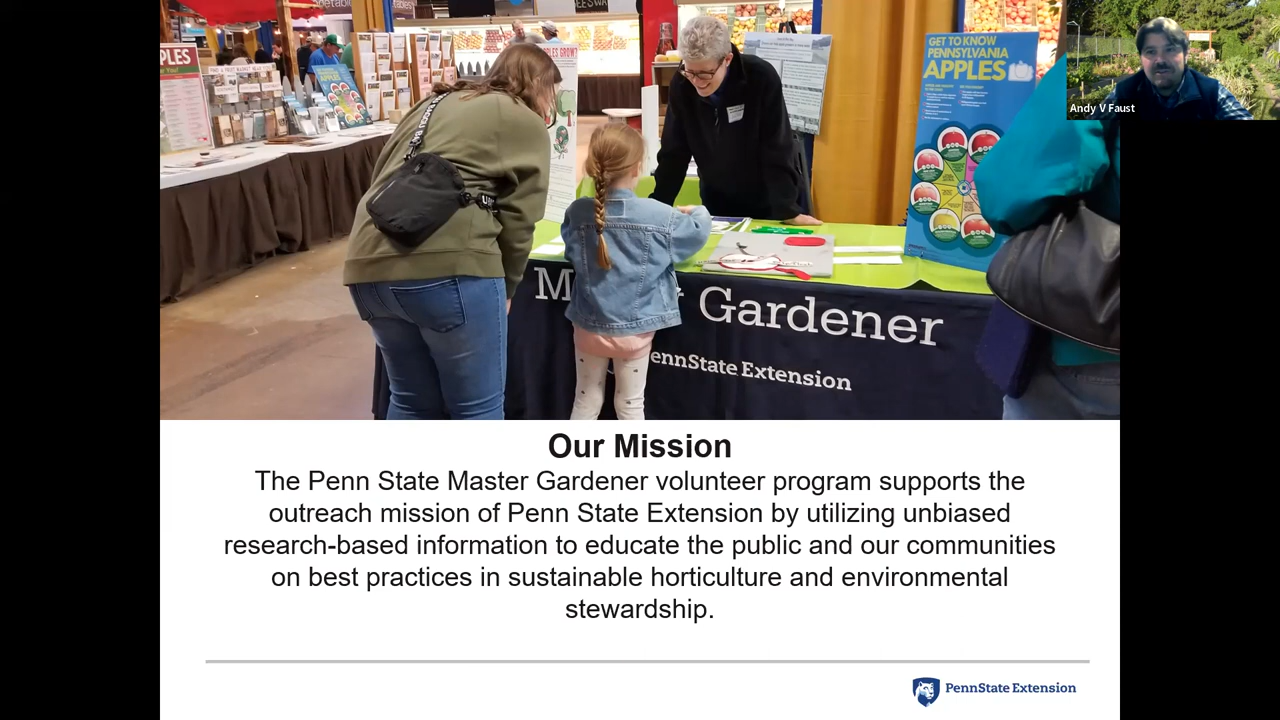 GET TO KNOW
PENNSYLVANIA
APPLES
Andy V Faust
Gardener
PennState Extension
Our Mission
The Penn State Master Gardener volunteer program supports the
outreach mission of Penn State Extension by utilizing unbiased
research-based information to educate the public and our communities
on best practices in sustainable horticulture and environmental
stewardship.
PennState Extension